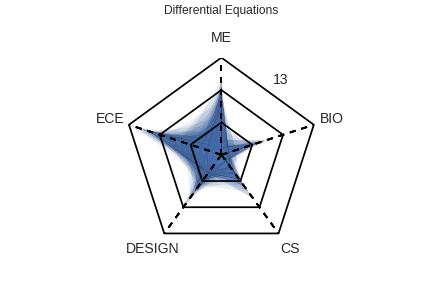 Differential Equations
ME
13
ECE
BIO
DESIGN
CS